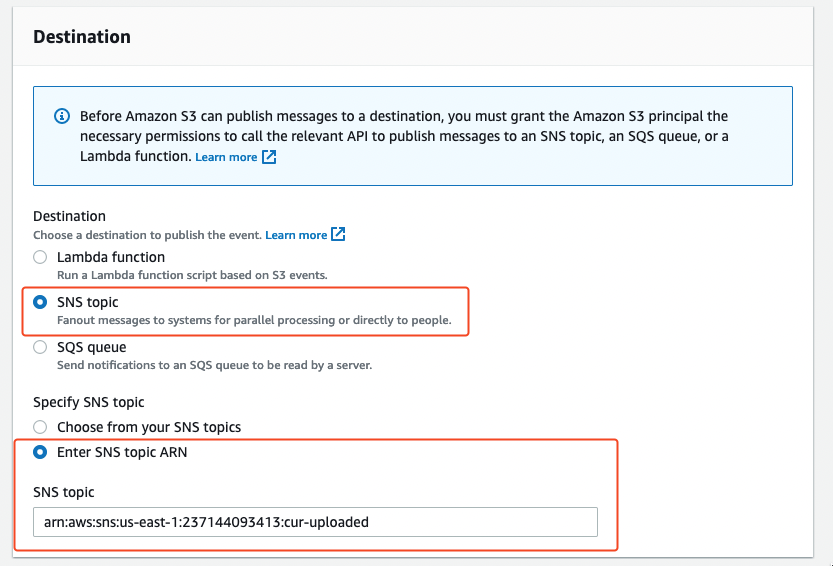 Destination
Before Amazon S3 can publish messages to a destination, you must grant the Amazon S3 principal the
necessary permissions to call the relevant API to publish messages to an SNS topic, an SQS queue, or a
Lambda function. Learn more
Destination
Choose a destination to publish the event. Learn more
Lambda function
Run a Lambda function script based on S3 events.
SNS topic
Fanout messages to systems for parallel processing or directly to people.
SQS queue
Send notifications to an SQS queue to be read by a server.
Specify SNS topic
Choose from your SNS topics
Enter SNS topic ARN
SNS topic
arn:aws:sns:us-east-1:237144093413:cur-uploaded